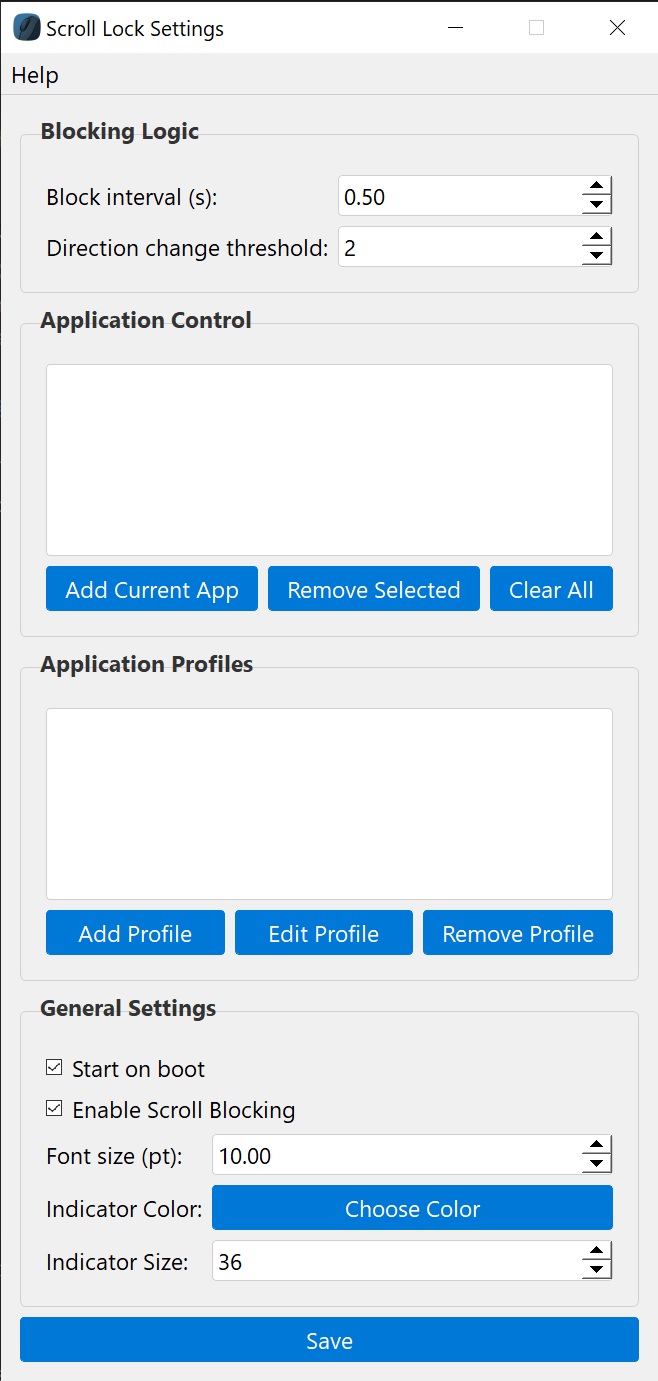 Scroll Lock Settings
Help
Blocking Logic
Block interval (s): 0.50
Direction change threshold: 2
Application Control
Add Current App Remove Selected Clear All
Application Profiles
Add Profile Edit Profile Remove Profile
General Settings
Start on boot
Enable Scroll Blocking
Font size (pt): 10.00
Indicator Color: Choose Color
Indicator Size: 36
Save